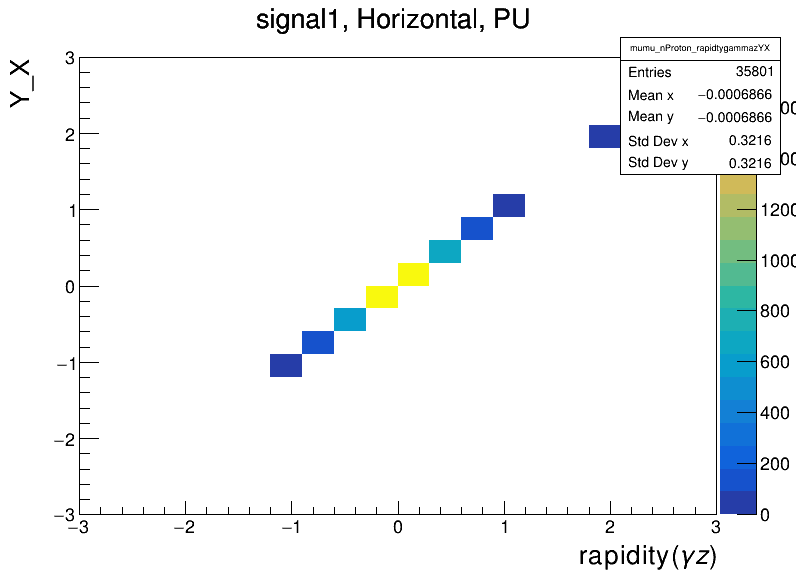 signal1, Horizontal, PU
Y_X
mumu_nProton_rapidtygammazYX
Entries 35801
Mean x −0.0006866
Mean y −0.0006866
Std Dev x 0.3216
Std Dev y 0.3216
3
2
1
0
−1
−2
−3
−3 −2 −1 0 1 2 3
rapidity(γz)
1200
1000
800
600
400
200
0